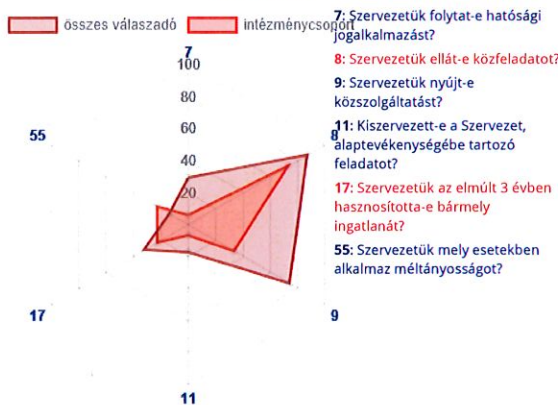 összes válaszadó
intézménycsoport
7
100
80
60
40
20
8
9
11
17
55
7: Szervezetük folytat-e hatósági
jogalkalmazást?
8: Szervezetük ellát-e közfeladatot?
9: Szervezetük nyújt-e
közszolgáltatást?
11: Kiszervezett-e a Szervezet,
alaptevékenységébe tartozó
feladatot?
17: Szervezetük az elmúlt 3 évben
hasznosította-e bármely
ingatlanát?
55: Szervezetük mely esetekben
alkalmaz méltányosságot?